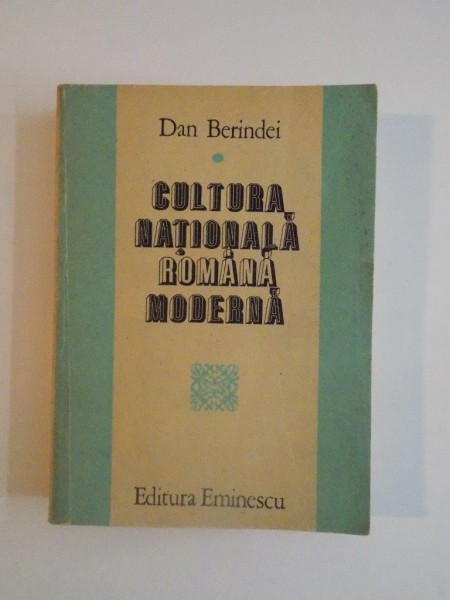 Dan Berindei
CULTURA
NAȚIONALĂ
ROMÂNĂ
MODERNĂ
Editura Eminescu